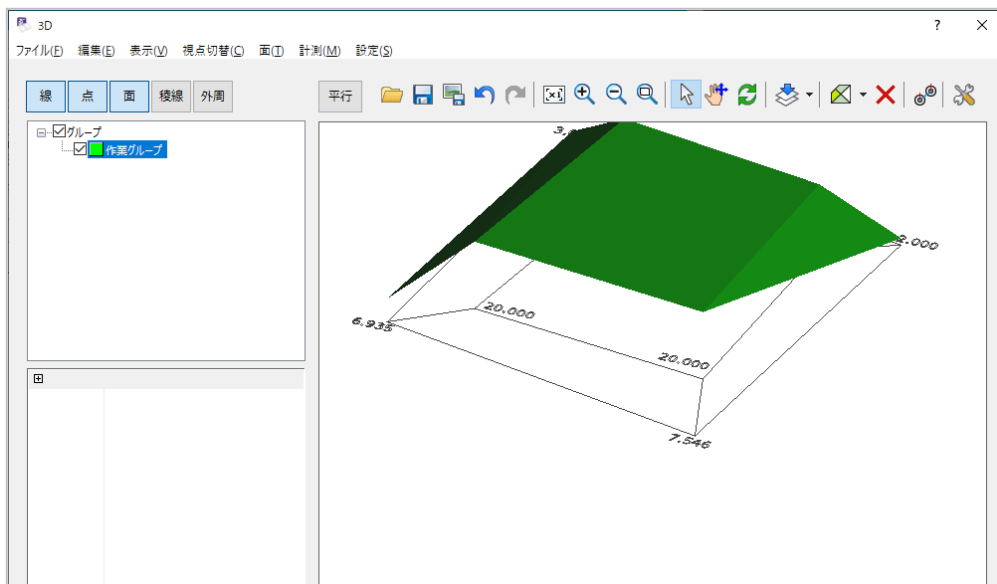 3D
ファイル(F) 編集(E) 表示(V) 視点切替(C) 面(T) 計測(M) 設定(S)
線 点 面 稜線 外周 平行
グループ
作業グループ
2.000
20.000
6.935
20.000
7.546